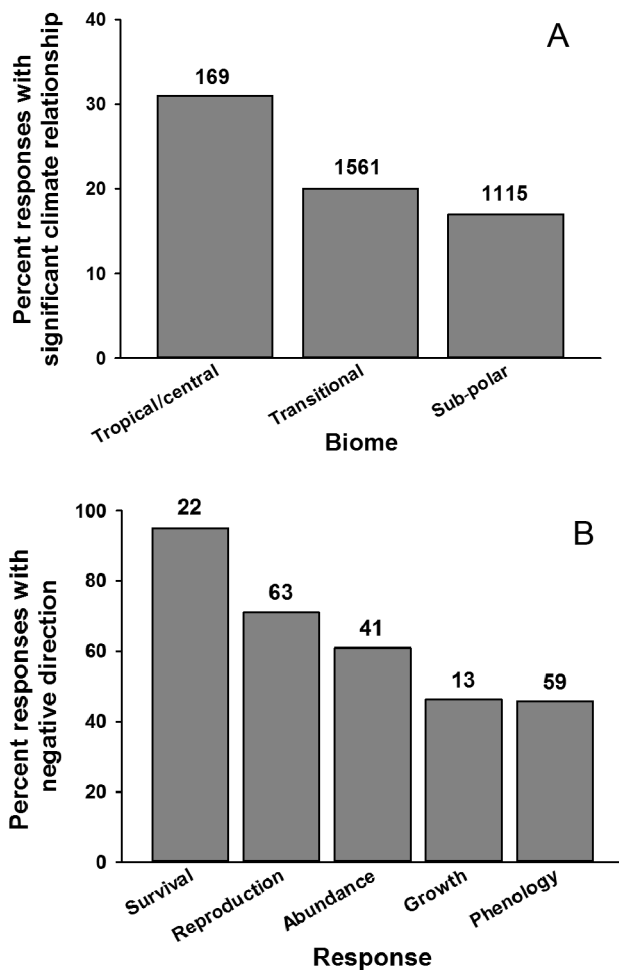 A
Percent responses with
significant climate relationship
40
30
20
10
0
169
1561
1115
Tropical/central
Transitional
Sub-polar
Biome
B
Percent responses with
negative direction
100
80
60
40
20
0
22
63
41
13
59
Survival
Reproduction
Abundance
Growth
Phenology
Response